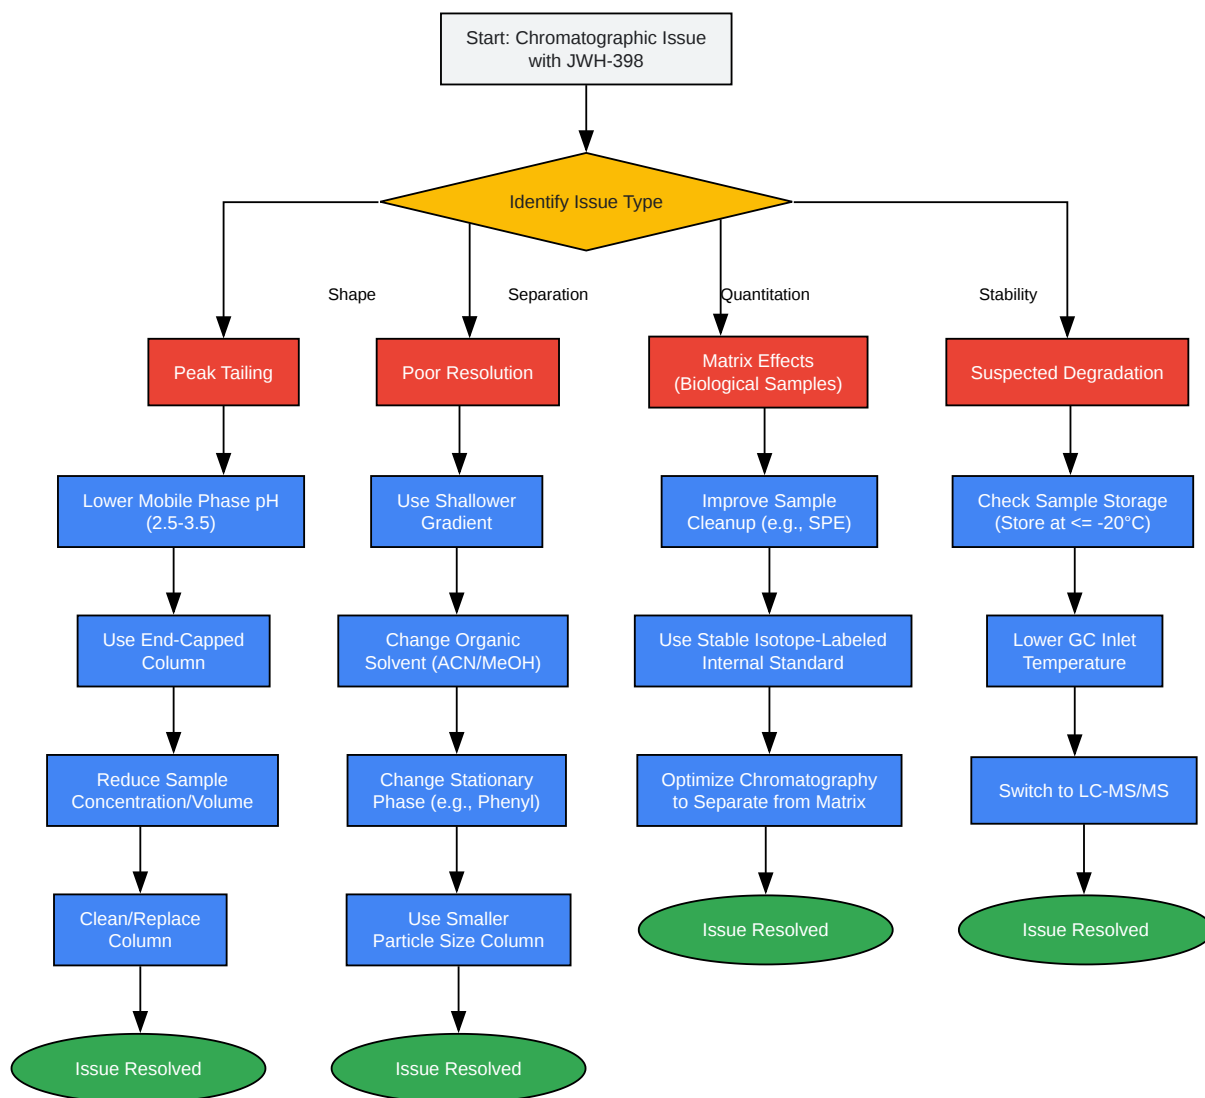 Start: Chromatographic Issue
with JWH-398
Identify Issue Type
Shape
Separation
Quantitation
Stability
Peak Tailing
Poor Resolution
Matrix Effects
(Biological Samples)
Suspected Degradation
Lower Mobile Phase pH
(2.5-3.5)
Use Shallower
Gradient
Improve Sample
Cleanup (e.g., SPE)
Check Sample Storage
(Store at <= -20°C)
Use End-Capped
Column
Change Organic
Solvent (ACN/MeOH)
Use Stable Isotope-Labeled
Internal Standard
Lower GC Inlet
Temperature
Reduce Sample
Concentration/Volume
Change Stationary
Phase (e.g., Phenyl)
Optimize Chromatography
to Separate from Matrix
Switch to LC-MS/MS
Clean/Replace
Column
Use Smaller
Particle Size Column
Issue Resolved
Issue Resolved
Issue Resolved
Issue Resolved